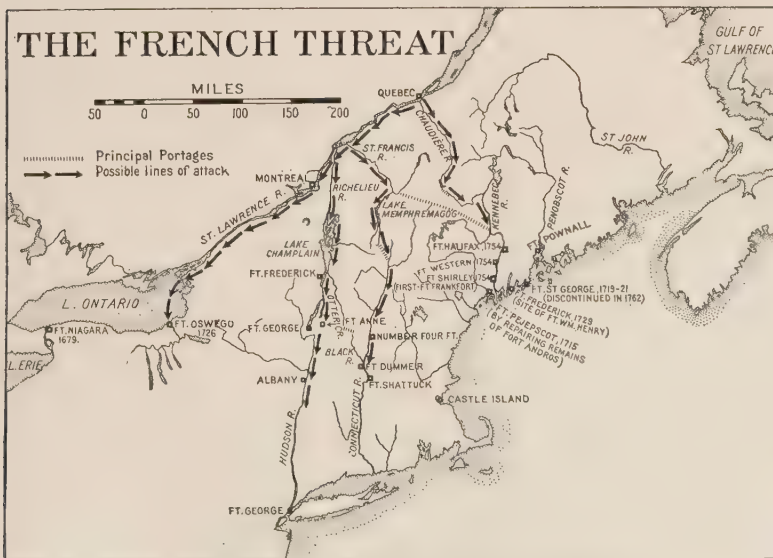 THE FRENCH THREAT
GULF OF
ST LAWRENCE
MILES
50 0 50 100 150 200
Principal Portages
Possible lines of attack
QUEBEC
CHAUDIÈRE R.
ST. FRANCIS
R.
ST JOHN
R.
MONTREAL
RICHELIEU
R.
ST. LAWRENCE R.
LAKE
MEMPHREMAGOG
KENNEBEC
R.
PENOBSCOT R.
LAKE
CHAMPLAIN
FT. HALIFAX, 1754
FT. POWNALL
FT WESTERN 1754
FT SHIRLEY 1754
(FIRST-FT FRANKFORT)
FT. FREDERICK
OTTER R.
L. ONTARIO
FT. ST GEORGE, 1719-21
(DISCONTINUED IN 1762)
FREDERICK 1729
(SITE OF FT. WM. HENRY)
FT. PEJEPSCOT, 1715
(BY REPAIRING REMAINS
OF FORT ANDROS)
FT. NIAGARA
1679.
FT. OSWEGO
1726
FT. GEORGE
FT ANNE
NUMBER FOUR FT.
L. ERIE
BLACK
R.
FT DUMMER
ALBANY
FT. SHATTUCK
CASTLE ISLAND
HUDSON R.
CONNECTICUT R.
FT. GEORGE